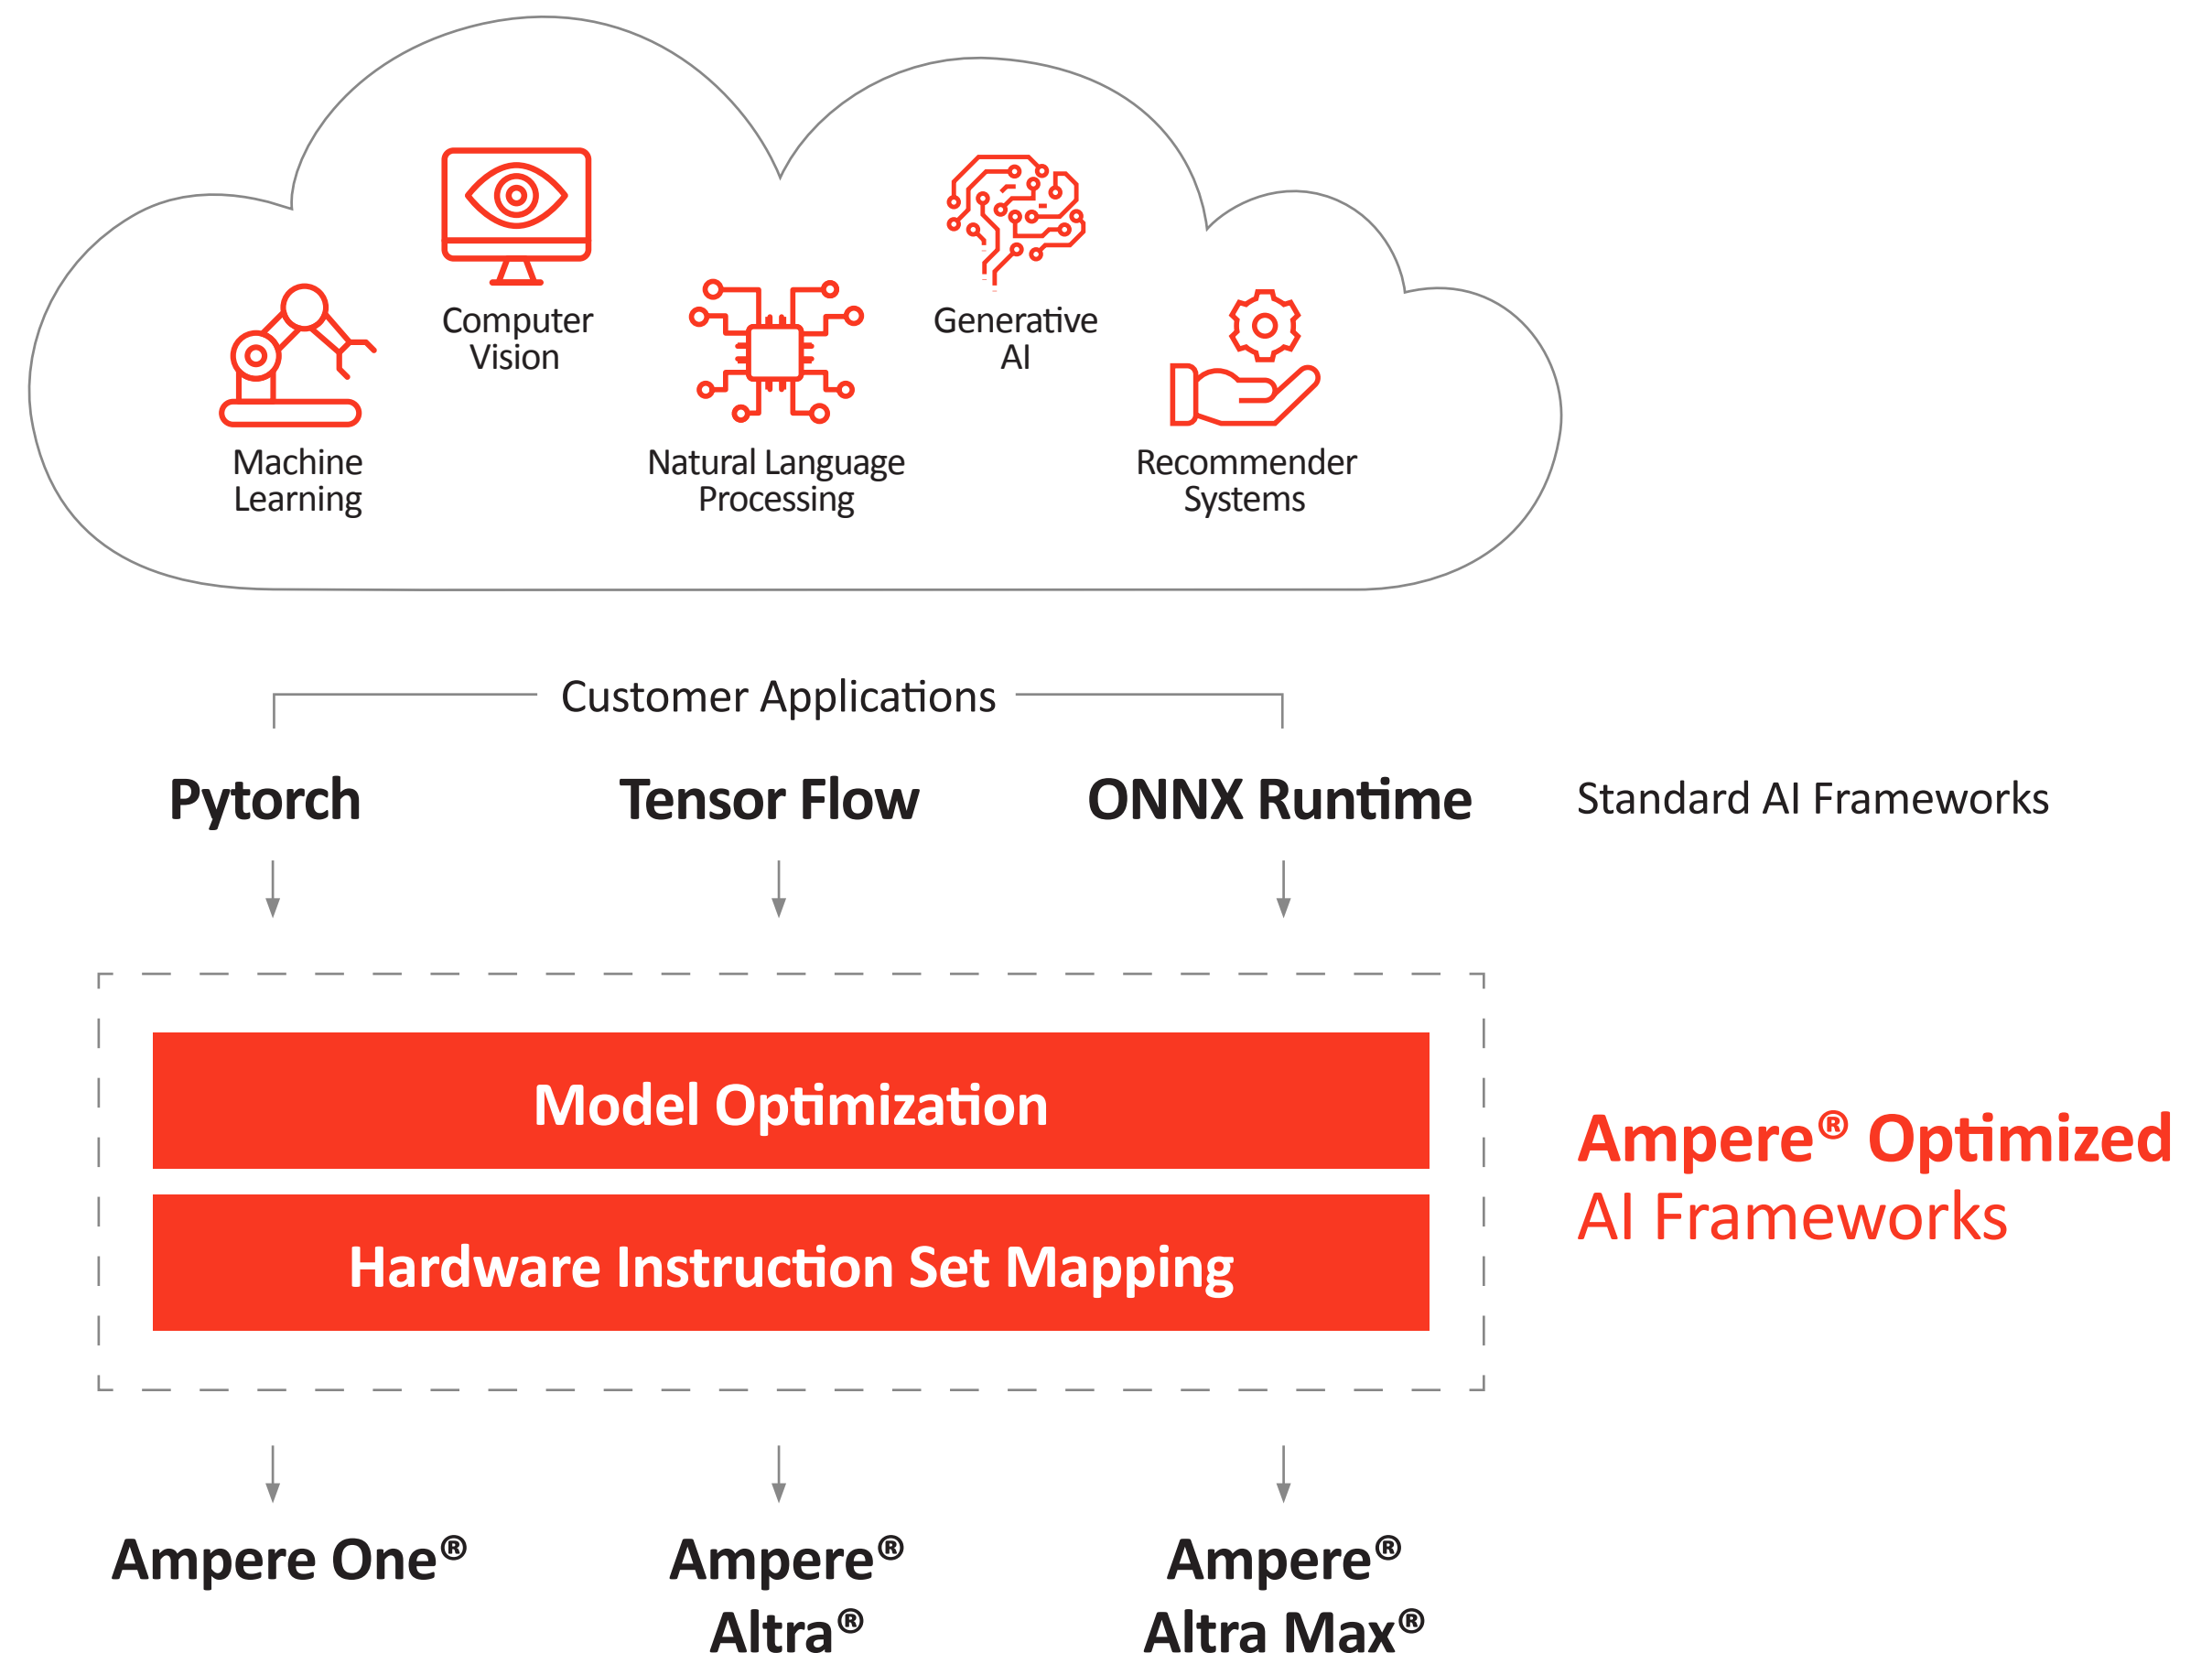 Computer
Vision
Generative
AI
Machine
Learning
Natural Language
Processing
Recommender
Systems
Customer Applications
Pytorch
Tensor Flow
ONNX Runtime
Standard AI Frameworks
Model Optimization
Hardware Instruction Set Mapping
Ampere® Optimized
AI Frameworks
Ampere One®
Ampere®
Altra®
Ampere®
Altra Max®